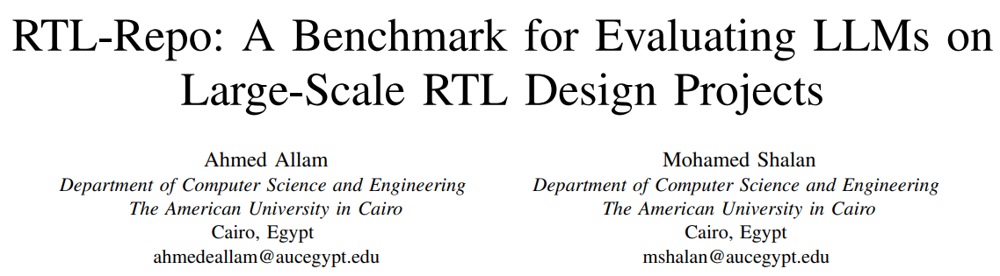 RTL-Repo: A Benchmark for Evaluating LLMs on
Large-Scale RTL Design Projects
Ahmed Allam
Department of Computer Science and Engineering
The American University in Cairo
Cairo, Egypt
ahmedeallam@aucegypt.edu
Mohamed Shalan
Department of Computer Science and Engineering
The American University in Cairo
Cairo, Egypt
mshalan@aucegypt.edu